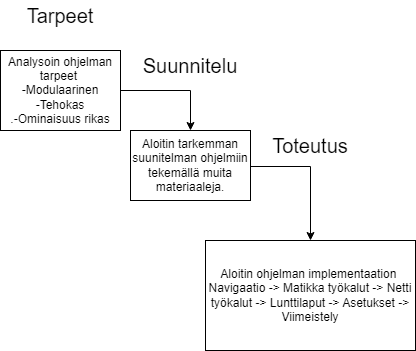 Tarpeet
Analysoin ohjelman
tarpeet
-Modulaarinen
-Tehokas
.-Ominaisuus rikas
Suunnitelu
Aloitin tarkemman
suunitelman ohjelmiin
tekemällä muita
materiaaleja.
Toteutus
Aloitin ohjelman implementaation
Navigaatio -> Matikka työkalut -> Netti
työkalut -> Lunttilaput -> Asetukset ->
Viimeistely